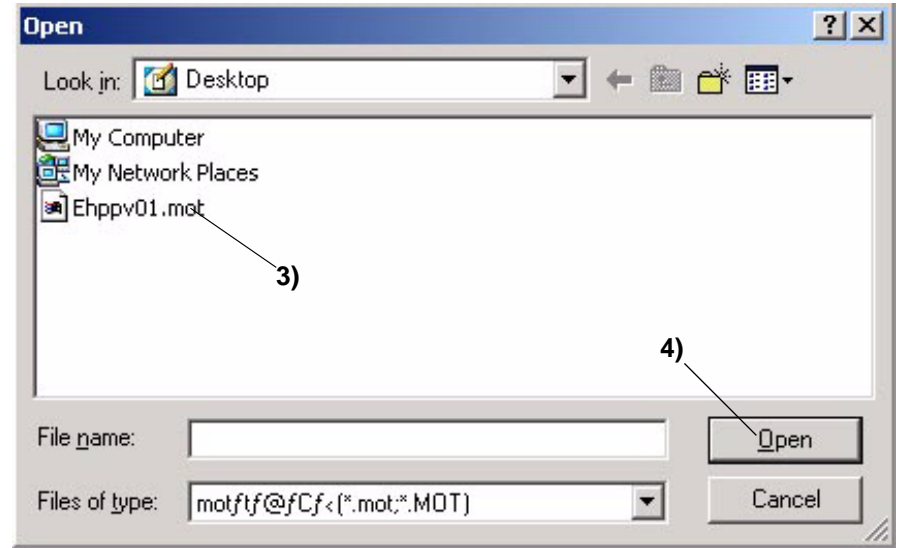 Open
Look in: Desktop
My Computer
My Network Places
Ehppv01.mot
3)
4)
File name: Open
Files of type: motƒtƒ@ƒCƒ‹(*.mot;*.MOT) Cancel